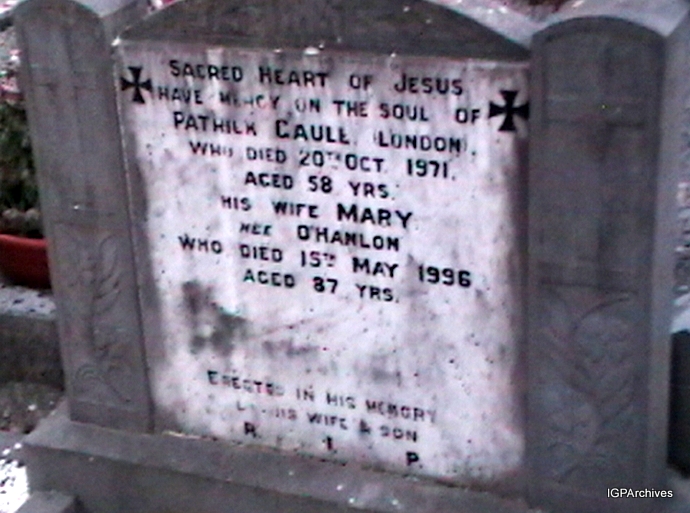 SACRED HEART OF JESUS
HAVE MERCY ON THE SOUL OF
PATRICK CAULL (LONDON).
WHO DIED 20TH OCT. 1971.
AGED 58 YRS.
HIS WIFE MARY
NEE O'HANLON
WHO DIED 15TH MAY 1996
AGED 87 YRS.
ERECTED IN HIS MEMORY
HIS WIFE & SON
R. I. P.
IGPArchives